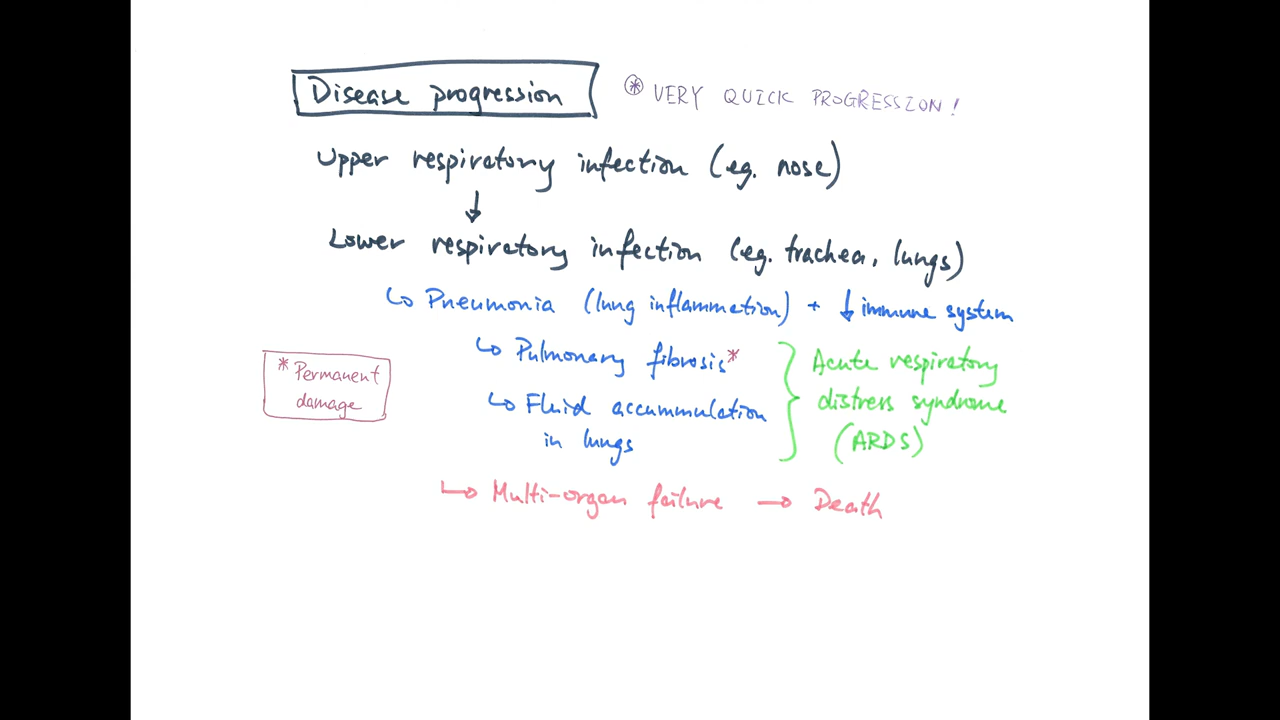 Disease progression
* VERY QUICK PROGRESSION!
Upper respiratory infection (eg. nose)
↓
Lower respiratory infection (eg. trachea, lungs)
↳ Pneumonia (lung inflammation) + ↓ immune system
↳ Pulmonary fibrosis*
↳ Fluid accummulation
in lungs
Acute respiratory
distress syndrome
(ARDS)
* Permanent
damage
↳ Multi-organ failure → Death